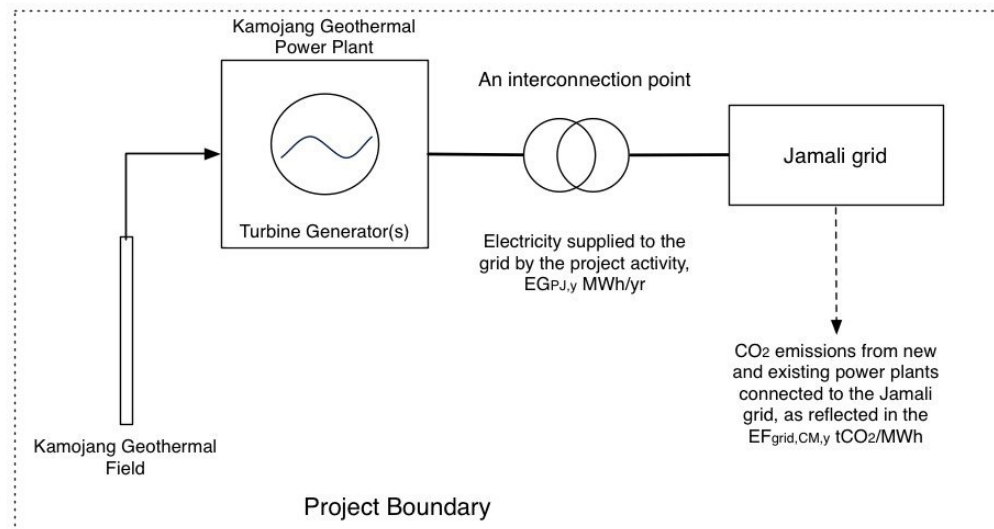 Kamojang Geothermal
Power Plant
Turbine Generator(s)
An interconnection point
Jamali grid
Electricity supplied to the
grid by the project activity,
EGPJ,y MWh/yr
CO2 emissions from new
and existing power plants
connected to the Jamali
grid, as reflected in the
EFgrid,CM,y tCO2/MWh
Kamojang Geothermal
Field
Project Boundary